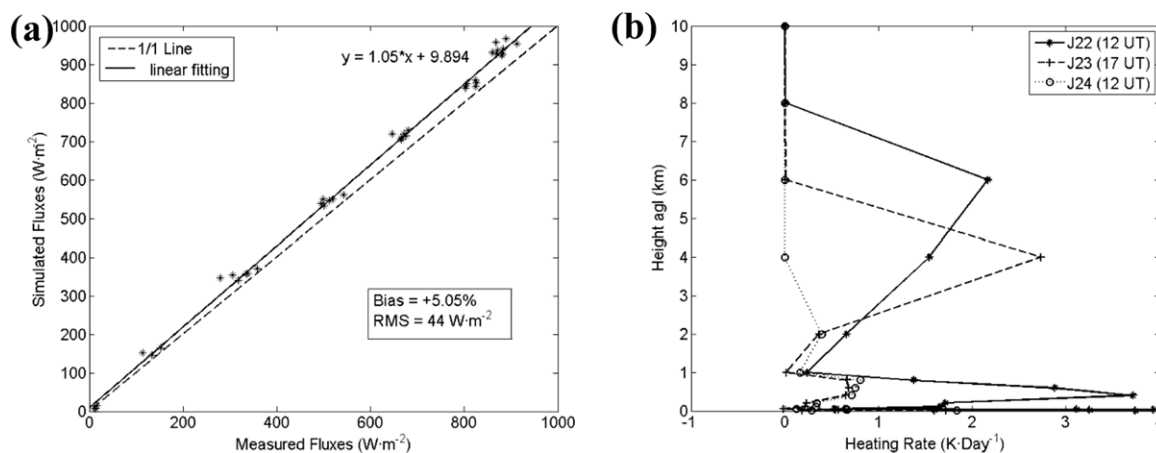 (a)
1000
900
800
700
600
500
400
300
200
100
0
Simulated Fluxes (W·m-2)
1/1 Line
linear fitting
y = 1.05*x + 9.894
Bias = +5.05%
RMS = 44 W·m-2
0
200
400
600
800
1000
Measured Fluxes (W·m-2)
(b)
10
9
8
7
6
5
4
3
2
1
0
Height agl (km)
J22 (12 UT)
J23 (17 UT)
J24 (12 UT)
-1
0
1
2
3
4
Heating Rate (K·Day-1)